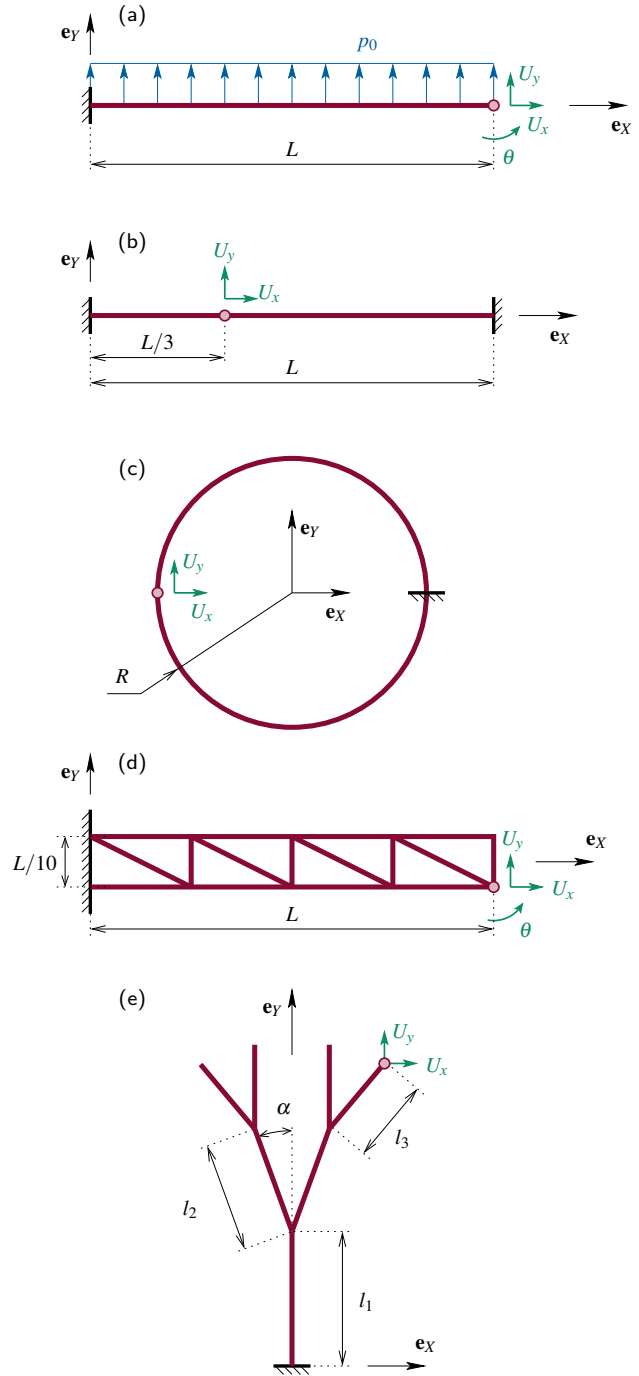 (a)
e_Y
p_0
U_y
U_x
e_X
θ
L
(b)
e_Y
U_y
U_x
e_X
L/3
L
(c)
e_Y
U_y
U_x
e_X
R
(d)
e_Y
e_X
L/10
U_y
U_x
θ
L
(e)
e_Y
U_y
U_x
α
l_3
l_2
l_1
e_X